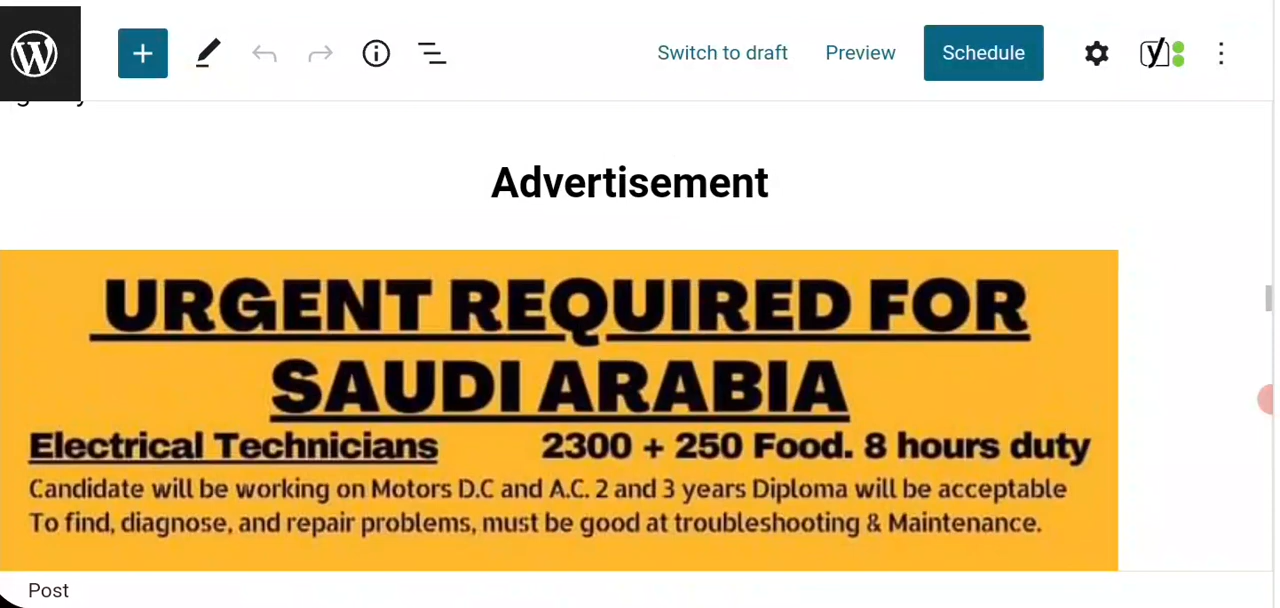 Switch to draft Preview Schedule
Advertisement
URGENT REQUIRED FOR
SAUDI ARABIA
Electrical Technicians 2300 + 250 Food. 8 hours duty
Candidate will be working on Motors D.C and A.C. 2 and 3 years Diploma will be acceptable
To find, diagnose, and repair problems, must be good at troubleshooting & Maintenance.
Post